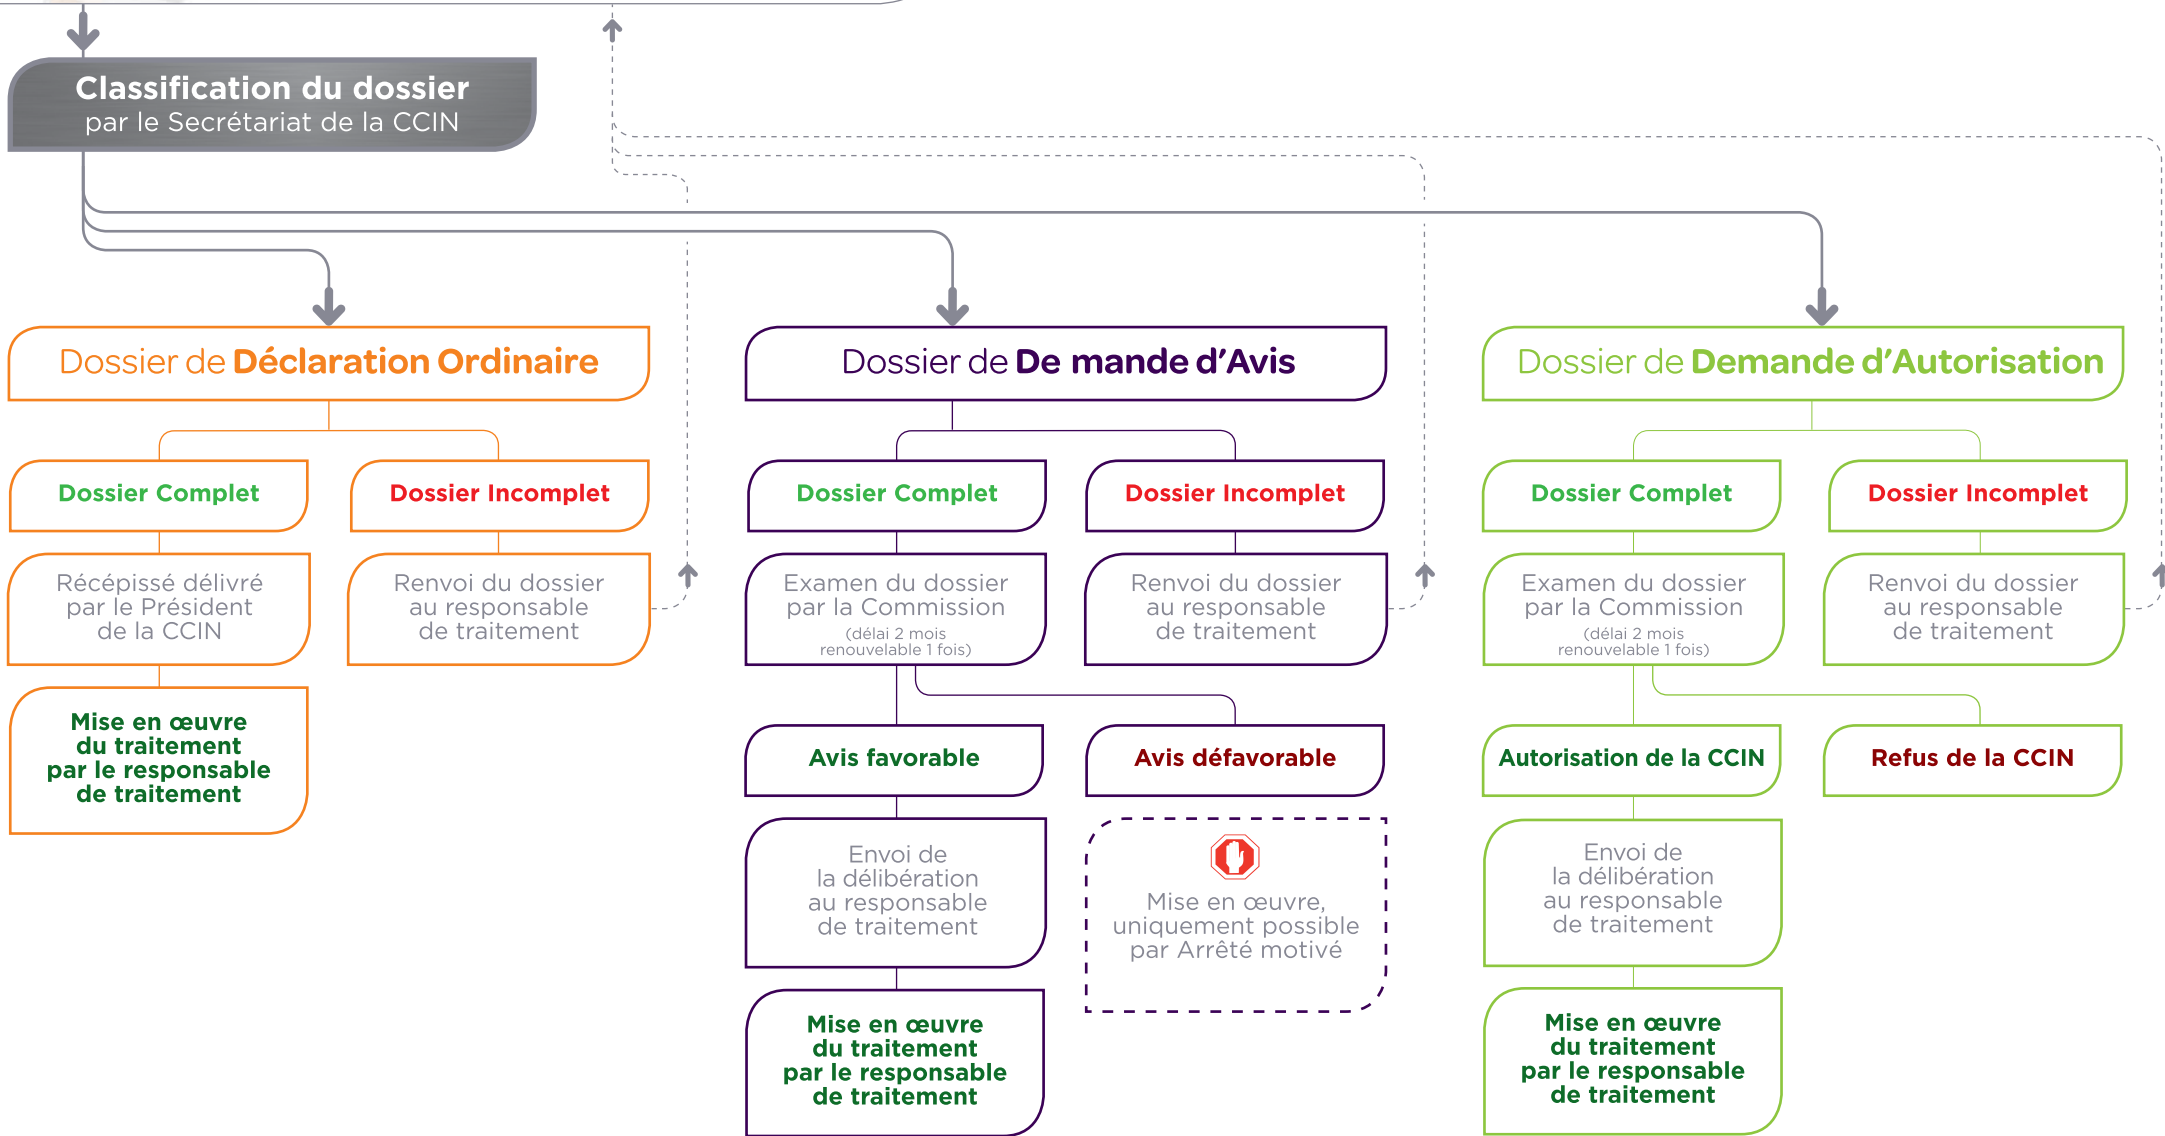 Classification du dossier
par le Secrétariat de la CCIN
Dossier de Déclaration Ordinaire
Dossier Complet
Dossier Incomplet
Récépissé délivré
par le Président
de la CCIN
Renvoi du dossier
au responsable
de traitement
Mise en œuvre
du traitement
par le responsable
de traitement
Dossier de De mande d'Avis
Dossier Complet
Dossier Incomplet
Examen du dossier
par la Commission
(délai 2 mois
renouvelable 1 fois)
Renvoi du dossier
au responsable
de traitement
Avis favorable
Avis défavorable
Envoi de
la délibération
au responsable
de traitement
Mise en œuvre,
uniquement possible
par Arrêté motivé
Mise en œuvre
du traitement
par le responsable
de traitement
Dossier de Demande d'Autorisation
Dossier Complet
Dossier Incomplet
Examen du dossier
par la Commission
(délai 2 mois
renouvelable 1 fois)
Renvoi du dossier
au responsable
de traitement
Autorisation de la CCIN
Refus de la CCIN
Envoi de
la délibération
au responsable
de traitement
Mise en œuvre
du traitement
par le responsable
de traitement